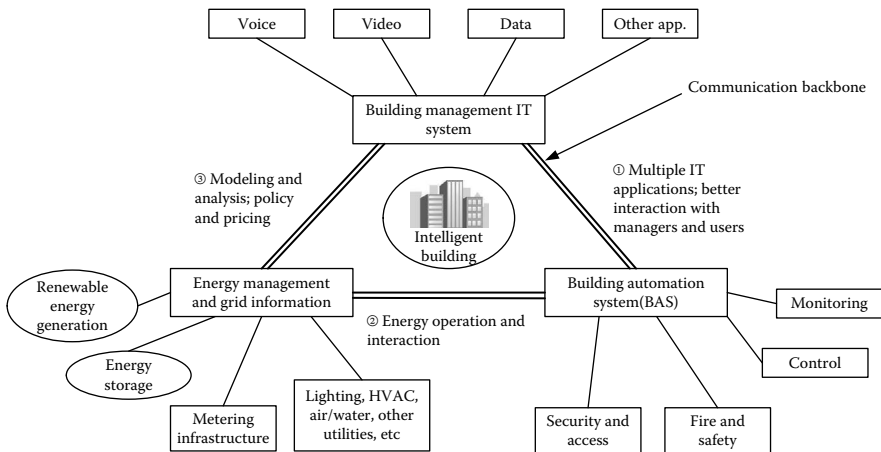 Voice
Video
Data
Other app.
Building management IT
system
Communication backbone
③ Modeling and
analysis; policy
and pricing
① Multiple IT
applications; better
interaction with
managers and users
Intelligent
building
Renewable
energy
generation
Energy management
and grid information
Building automation
system(BAS)
Monitoring
② Energy operation and
interaction
Energy
storage
Control
Metering
infrastructure
Lighting, HVAC,
air/water, other
utilities, etc
Security and
access
Fire and
safety